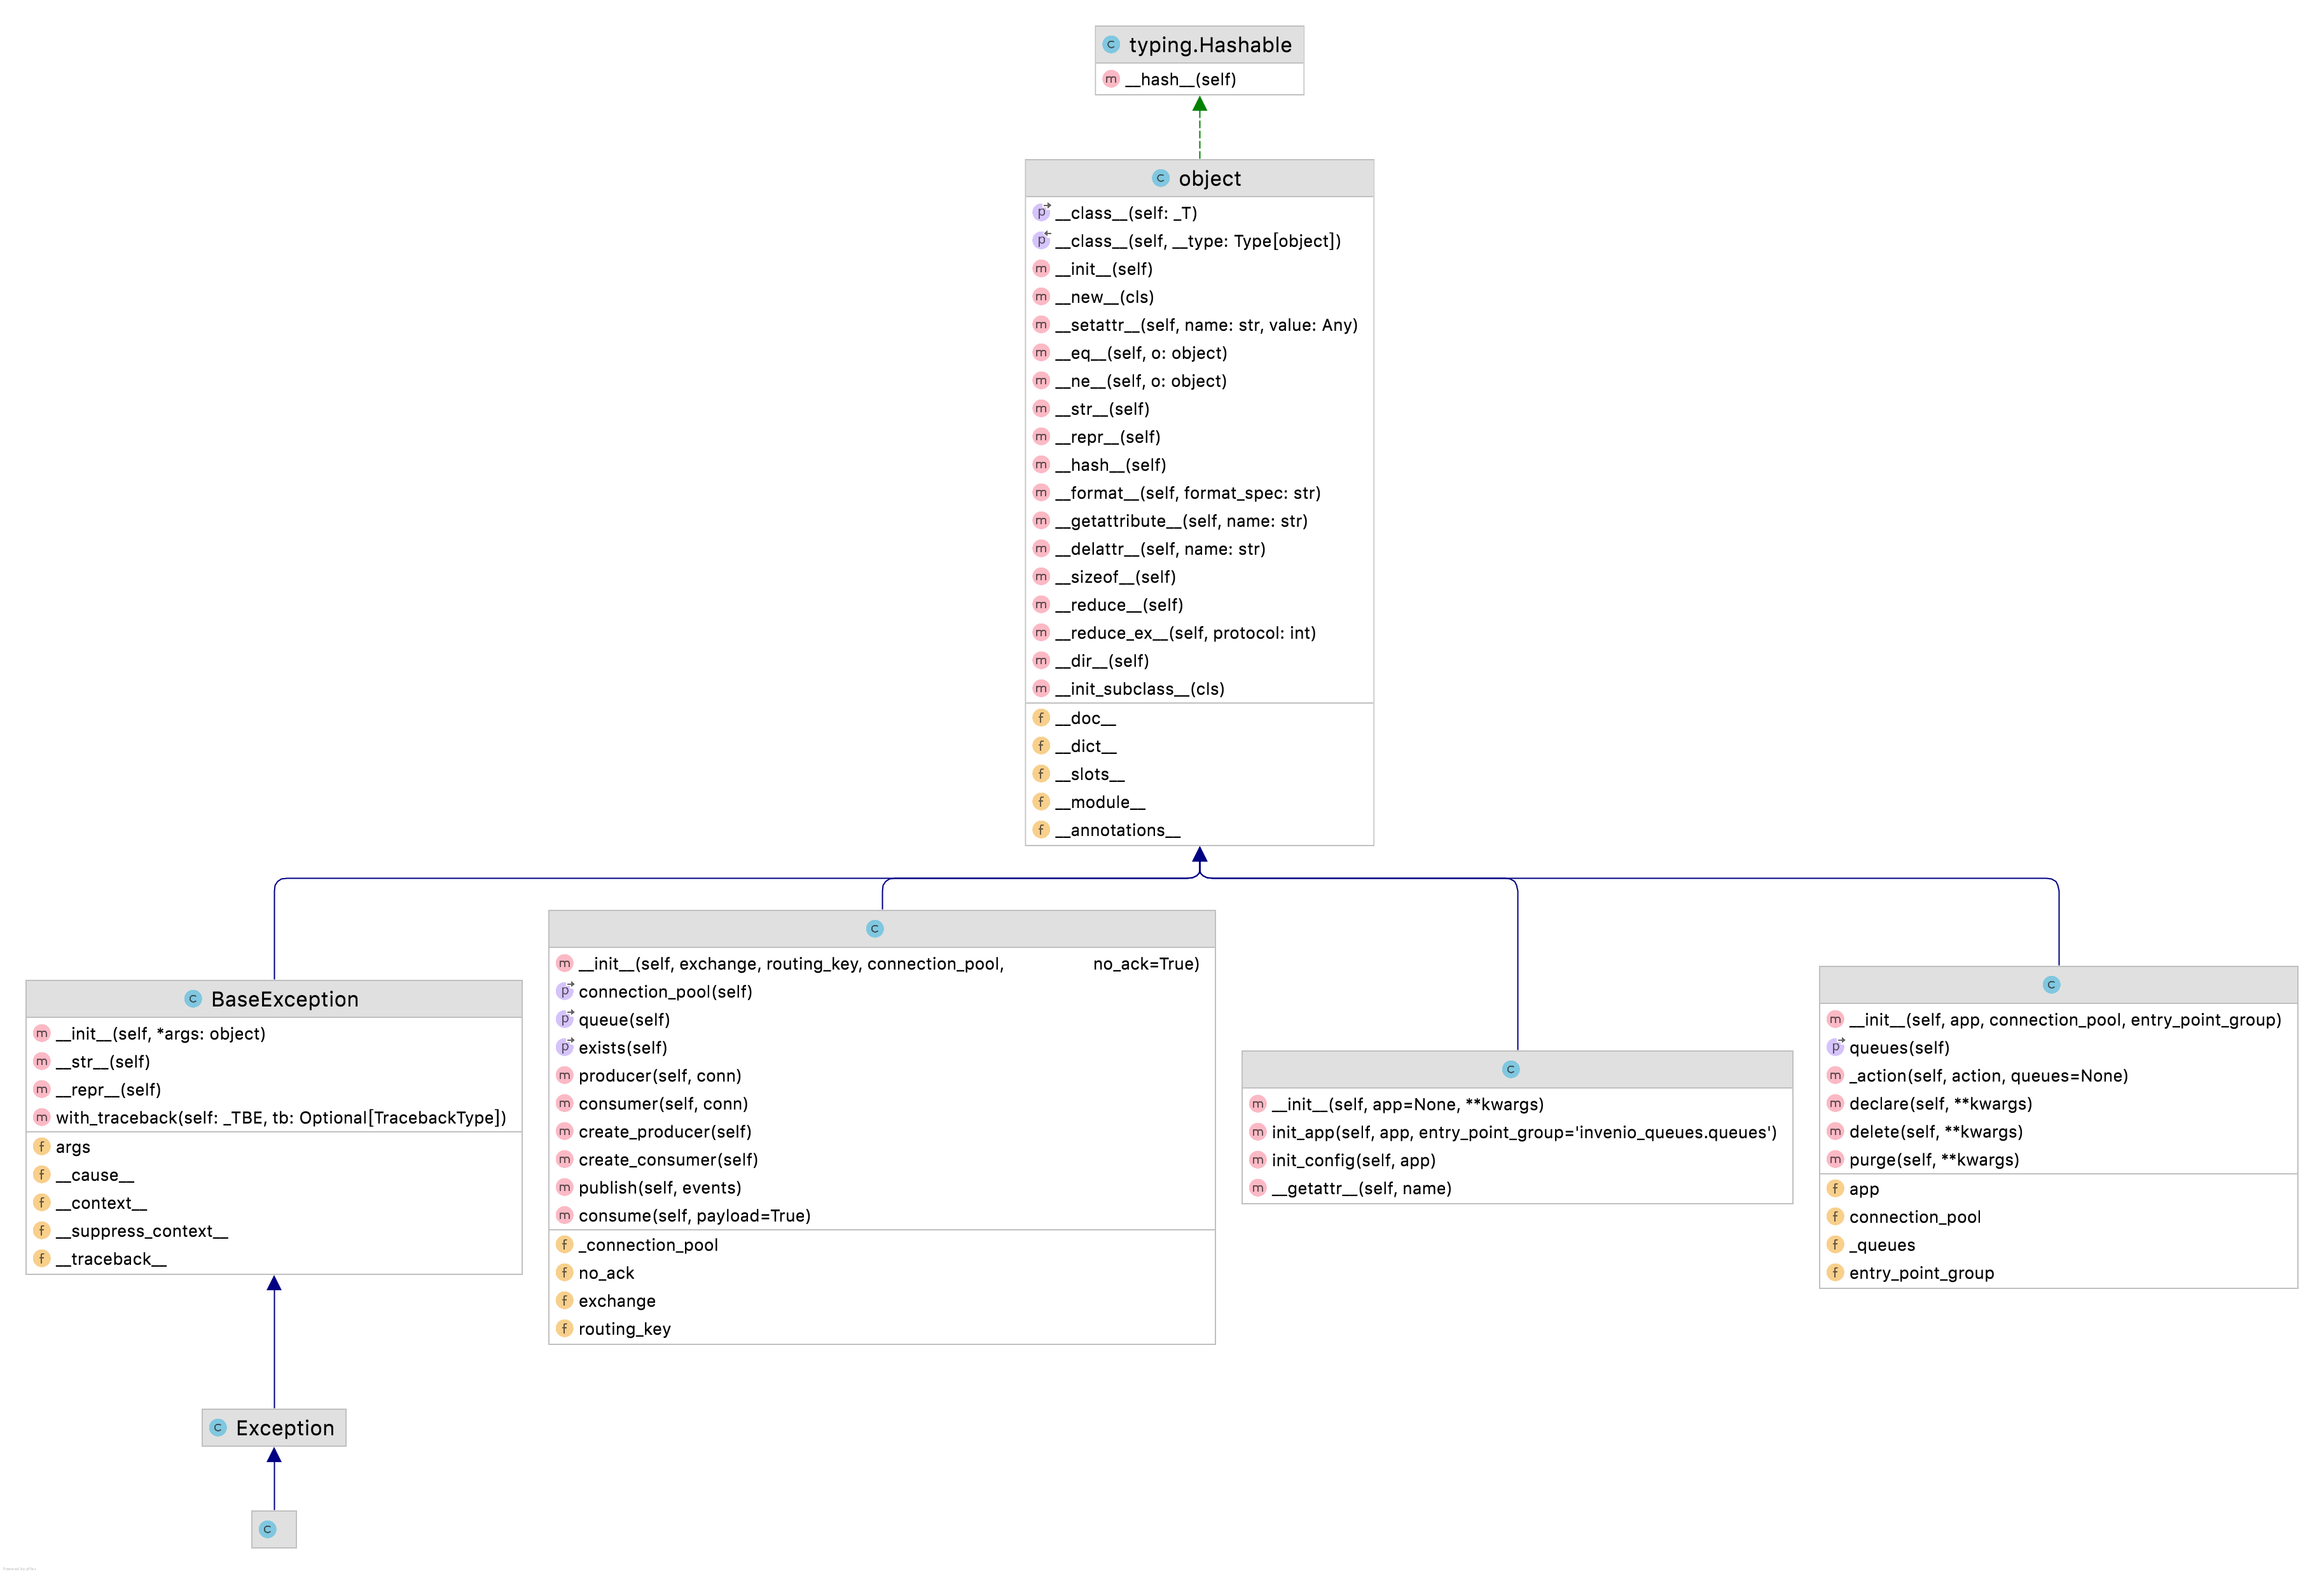 typing.Hashable
__hash__(self)
object
__class__(self: _T)
__class__(self, __type: Type[object])
__init__(self)
__new__(cls)
__setattr__(self, name: str, value: Any)
__eq__(self, o: object)
__ne__(self, o: object)
__str__(self)
__repr__(self)
__hash__(self)
__format__(self, format_spec: str)
__getattribute__(self, name: str)
__delattr__(self, name: str)
__sizeof__(self)
__reduce__(self)
__reduce_ex__(self, protocol: int)
__dir__(self)
__init_subclass__(cls)
__doc__
__dict__
__slots__
__module__
__annotations__
BaseException
__init__(self, *args: object)
__str__(self)
__repr__(self)
with_traceback(self: _TBE, tb: Optional[TracebackType])
args
__cause__
__context__
__suppress_context__
__traceback__
Exception
__init__(self, exchange, routing_key, connection_pool, no_ack=True)
connection_pool(self)
queue(self)
exists(self)
producer(self, conn)
consumer(self, conn)
create_producer(self)
create_consumer(self)
publish(self, events)
consume(self, payload=True)
_connection_pool
no_ack
exchange
routing_key
__init__(self, app=None, **kwargs)
init_app(self, app, entry_point_group='invenio_queues.queues')
init_config(self, app)
__getattr__(self, name)
__init__(self, app, connection_pool, entry_point_group)
queues(self)
_action(self, action, queues=None)
declare(self, **kwargs)
delete(self, **kwargs)
purge(self, **kwargs)
app
connection_pool
_queues
entry_point_group